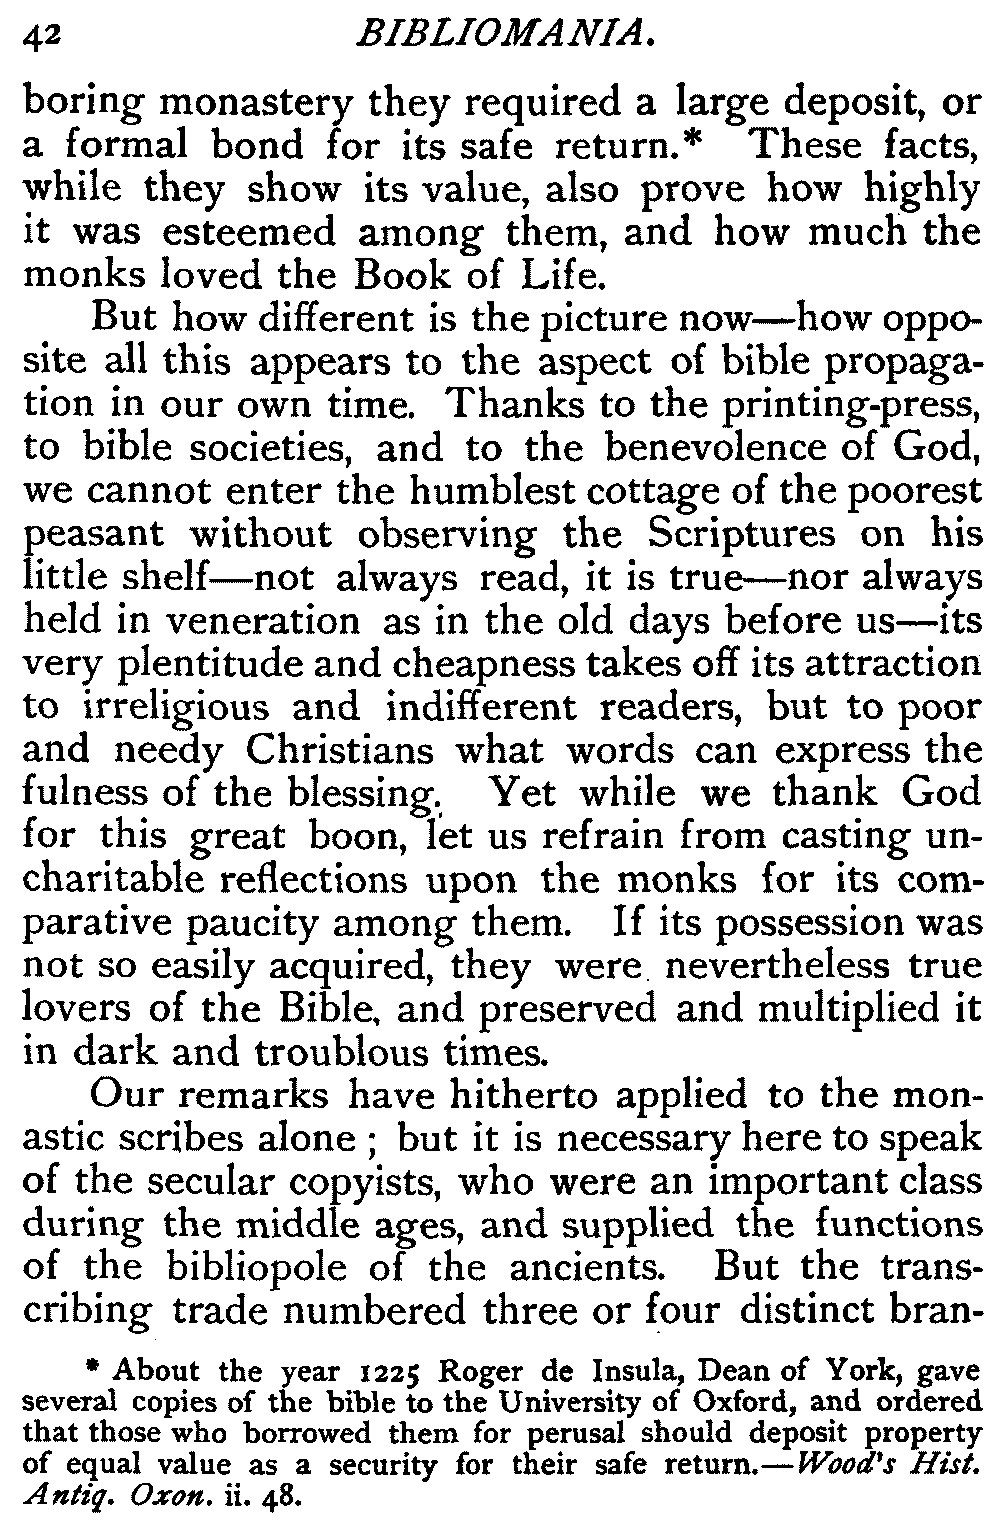 42 BIBLIOMANIA.
boring monastery they required a large deposit, or
a formal bond for its safe return.* These facts,
while they show its value, also prove how highly
it was esteemed among them, and how much the
monks loved the Book of Life.
But how different is the picture now—how oppo-
site all this appears to the aspect of bible propaga-
tion in our own time. Thanks to the printing-press,
to bible societies, and to the benevolence of God,
we cannot enter the humblest cottage of the poorest
peasant without observing the Scriptures on his
little shelf—not always read, it is true—nor always
held in veneration as in the old days before us—its
very plentitude and cheapness takes off its attraction
to irreligious and indifferent readers, but to poor
and needy Christians what words can express the
fulness of the blessing. Yet while we thank God
for this great boon, let us refrain from casting un-
charitable reflections upon the monks for its com-
parative paucity among them. If its possession was
not so easily acquired, they were nevertheless true
lovers of the Bible, and preserved and multiplied it
in dark and troublous times.
Our remarks have hitherto applied to the mon-
astic scribes alone ; but it is necessary here to speak
of the secular copyists, who were an important class
during the middle ages, and supplied the functions
of the bibliopole of the ancients. But the trans-
cribing trade numbered three or four distinct bran-
* About the year 1225 Roger de Insula, Dean of York, gave
several copies of the bible to the University of Oxford, and ordered
that those who borrowed them for perusal should deposit property
of equal value as a security for their safe return.—Wood's Hist.
Antiq. Oxon. ii. 48.